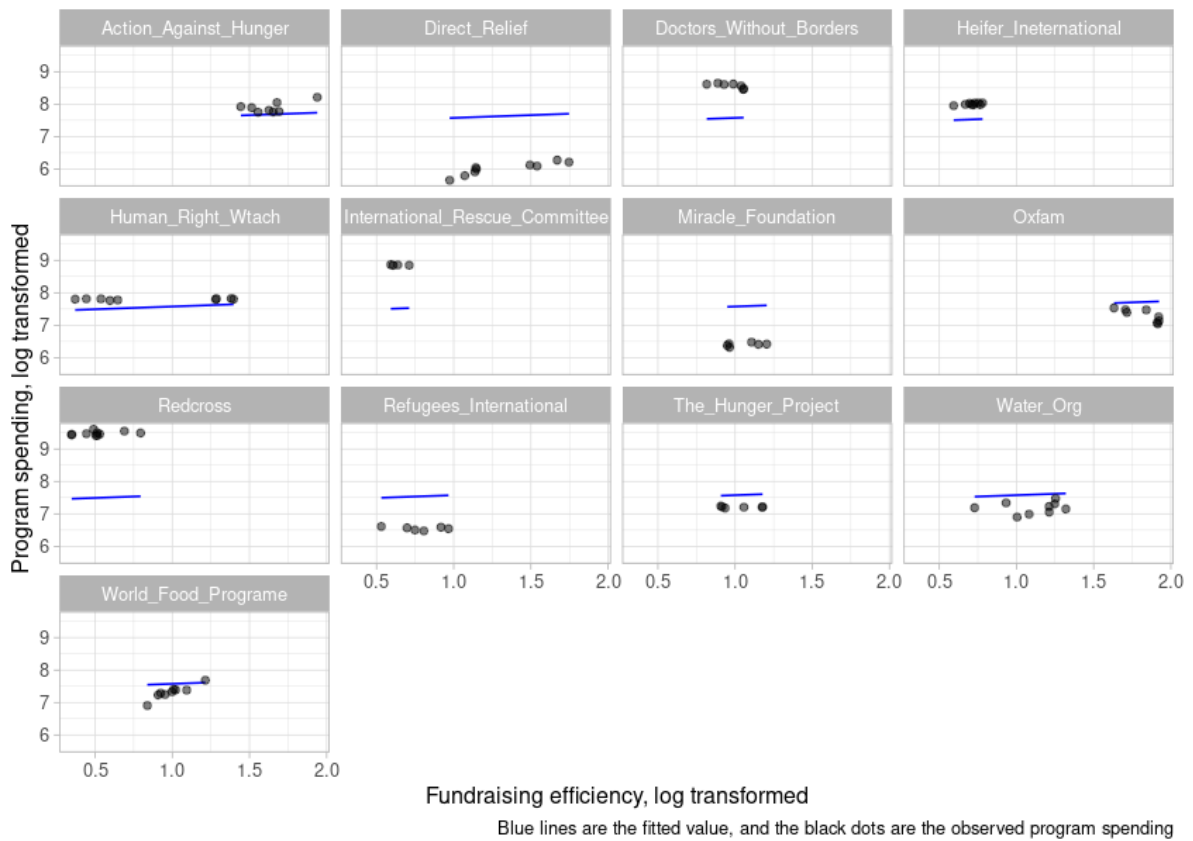 Action_Against_Hunger Direct_Relief Doctors_Without_Borders Heifer_Ineternational
9
8
7
6
Human_Right_Wtach International_Rescue_Committee Miracle_Foundation Oxfam
9
8
7
6
Redcross Refugees_International The_Hunger_Project Water_Org
9
8
7
6
0.5 1.0 1.5 2.0 0.5 1.0 1.5 2.0 0.5 1.0 1.5 2.0
World_Food_Programe
9
8
7
6
0.5 1.0 1.5 2.0
Program spending, log transformed
Fundraising efficiency, log transformed
Blue lines are the fitted value, and the black dots are the observed program spending